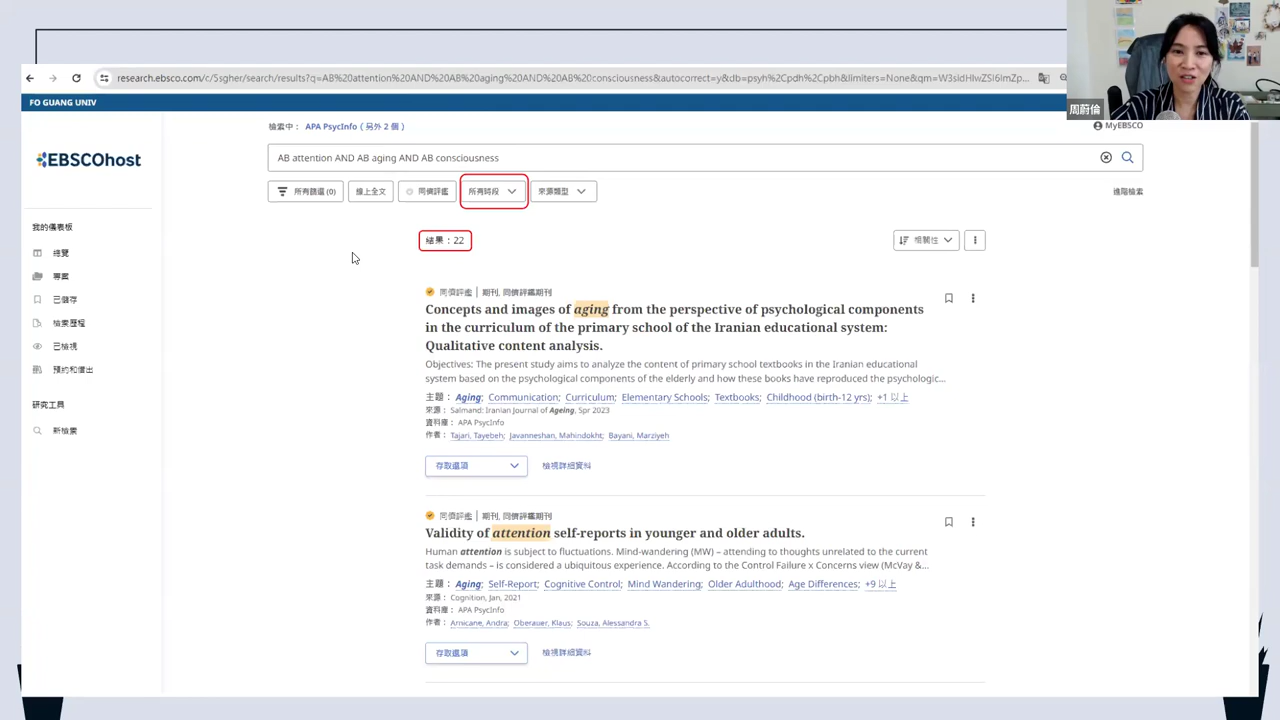 research.ebsco.com/c/5sgher/search/results?q=AB%20attention%20AND%20AB%20aging%20AND%20AB%20consciousness&autocorrect=y&db=psyh%2Cpdh%2Cpbh&limiters=None&qm=W3sidHlwZSI6ImZp...
FO GUANG UNIV
周蔚倫
檢索中： APA PsycInfo（另外 2 個）
MyEBSCO
EBSCOhost
AB attention AND AB aging AND AB consciousness
所有篩選 (0)
線上全文
同儕評鑑
所有時段
來源類型
進階檢索
我的儀表板
總覽
專案
已儲存
檢索歷程
已檢視
預約和借出
研究工具
新檢索
結果：22
相關性
同儕評鑑 | 期刊, 同儕評鑑期刊
Concepts and images of aging from the perspective of psychological components
in the curriculum of the primary school of the Iranian educational system:
Qualitative content analysis.
Objectives: The present study aims to analyze the content of primary school textbooks in the Iranian educational
system based on the psychological components of the elderly and how these books have reproduced the psychologic...
主題： Aging; Communication; Curriculum; Elementary Schools; Textbooks; Childhood (birth-12 yrs); +1 以上
來源： Salmand: Iranian Journal of Ageing, Spr 2023
資料庫： APA PsycInfo
作者： Tajari, Tayebeh; Javanneshan, Mahindokht; Bayani, Marziyeh
存取選項
檢視詳細資料
同儕評鑑 | 期刊, 同儕評鑑期刊
Validity of attention self-reports in younger and older adults.
Human attention is subject to fluctuations. Mind-wandering (MW) – attending to thoughts unrelated to the current
task demands – is considered a ubiquitous experience. According to the Control Failure x Concerns view (McVay &...
主題： Aging; Self-Report; Cognitive Control; Mind Wandering; Older Adulthood; Age Differences; +9 以上
來源： Cognition, Jan, 2021
資料庫： APA PsycInfo
作者： Arnicane, Andra; Oberauer, Klaus; Souza, Alessandra S.
存取選項
檢視詳細資料